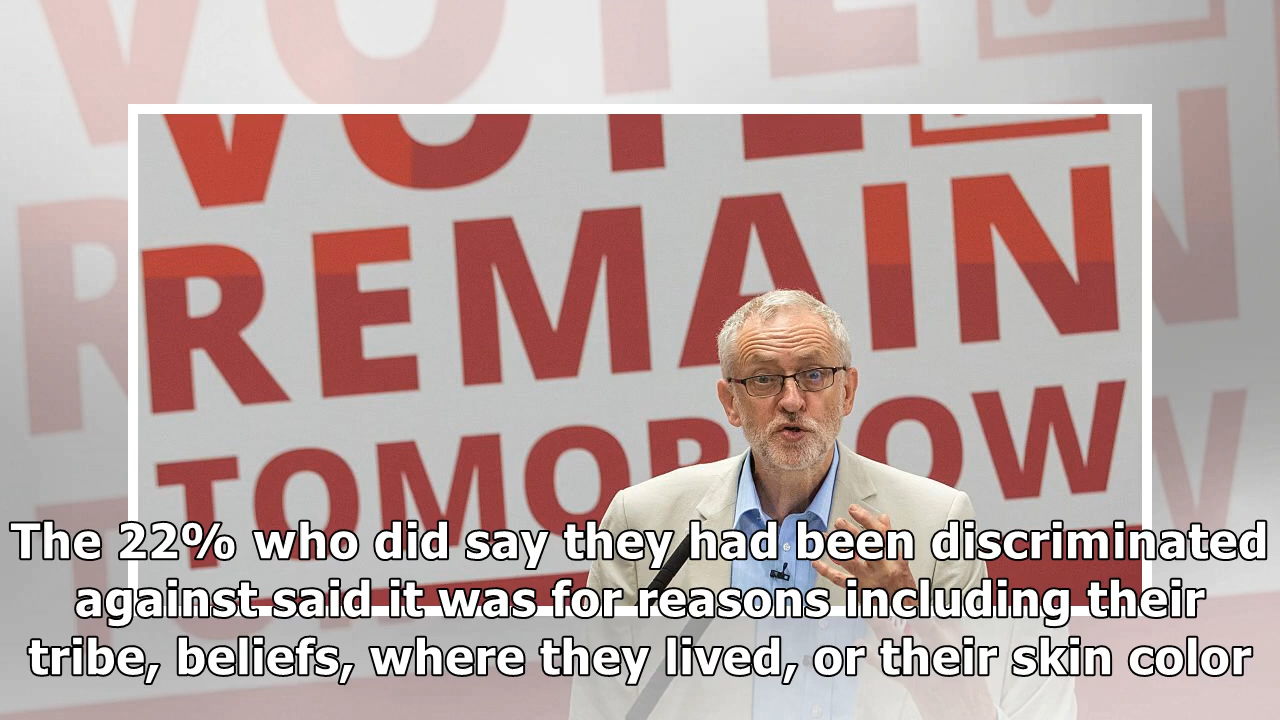 VOTE
REMAIN
TOMORROW
The 22% who did say they had been discriminated
against said it was for reasons including their
tribe, beliefs, where they lived, or their skin color